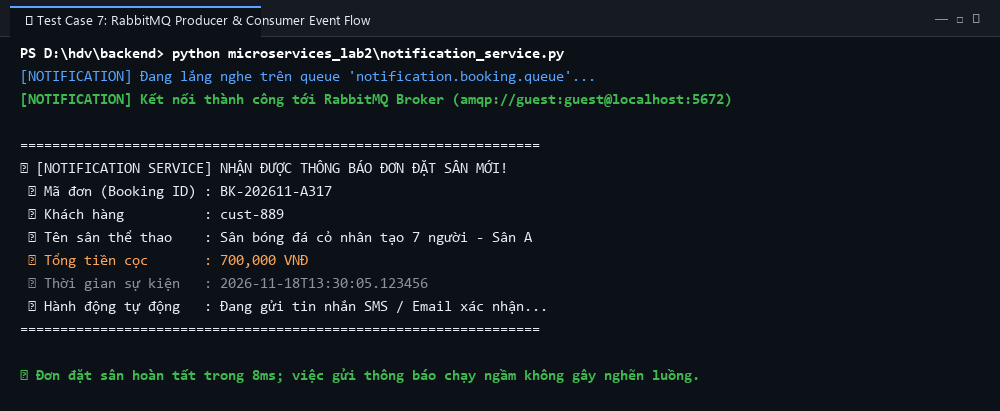 Test Case 7: RabbitMQ Producer & Consumer Event Flow
PS D:\hdv\backend> python microservices_lab2\notification_service.py
[NOTIFICATION] Đang lắng nghe trên queue 'notification.booking.queue'...
[NOTIFICATION] Kết nối thành công tới RabbitMQ Broker (amqp://guest:guest@localhost:5672)
=================================================================
[NOTIFICATION SERVICE] NHẬN ĐƯỢC THÔNG BÁO ĐƠN ĐẶT SÂN MỚI!
Mã đơn (Booking ID) : BK-202611-A317
Khách hàng : cust-889
Tên sân thể thao : Sân bóng đá cỏ nhân tạo 7 người - Sân A
Tổng tiền cọc : 700,000 VNĐ
Thời gian sự kiện : 2026-11-18T13:30:05.123456
Hành động tự động : Đang gửi tin nhắn SMS / Email xác nhận...
=================================================================
Đơn đặt sân hoàn tất trong 8ms; việc gửi thông báo chạy ngầm không gây nghẽn luồng.